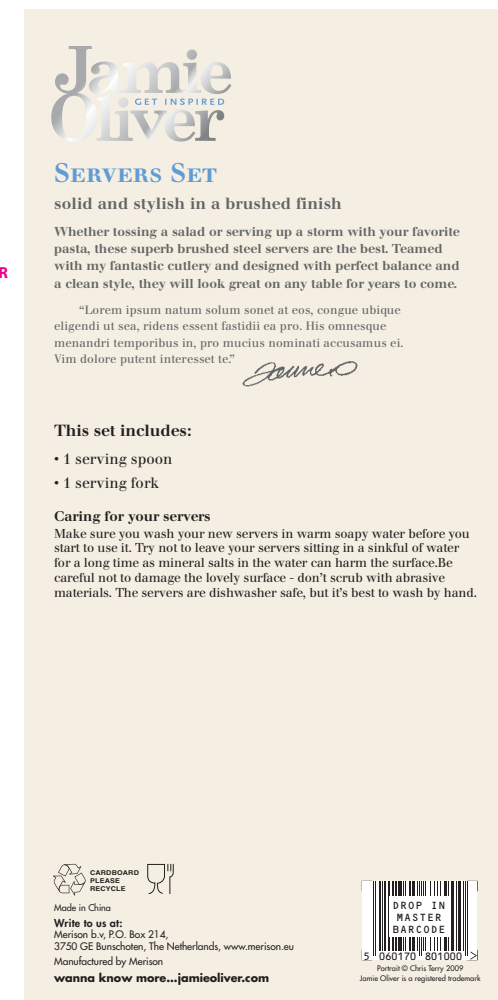 Jamie
GET INSPIRED
Oliver
SERVERS SET
solid and stylish in a brushed finish
Whether tossing a salad or serving up a storm with your favorite
pasta, these superb brushed steel servers are the best. Teamed
with my fantastic cutlery and designed with perfect balance and
a clean style, they will look great on any table for years to come.
“Lorem ipsum natum solum sonet at eos, congue ubique
eligendi ut sea, ridens essent fastidii ea pro. His omnesque
menandri temporibus in, pro mucius nominati accusamus ei.
Vim dolore putent interesset te.”
R
This set includes:
• 1 serving spoon
• 1 serving fork
Caring for your servers
Make sure you wash your new servers in warm soapy water before you
start to use it. Try not to leave your servers sitting in a sinkful of water
for a long time as mineral salts in the water can harm the surface.Be
careful not to damage the lovely surface - don’t scrub with abrasive
materials. The servers are dishwasher safe, but it’s best to wash by hand.
CARDBOARD
PLEASE
RECYCLE
Made in China
Write to us at:
Merison b.v, P.O. Box 214,
3750 GE Bunschoten, The Netherlands, www.merison.eu
Manufactured by Merison
wanna know more...jamieoliver.com
DROP IN
MASTER
BARCODE
5 060170 801000 >
Portrait © Chris Terry 2009
Jamie Oliver is a registered trademark